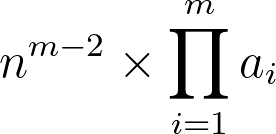 n^{m-2} × ∏_{i=1}^{m} a_i